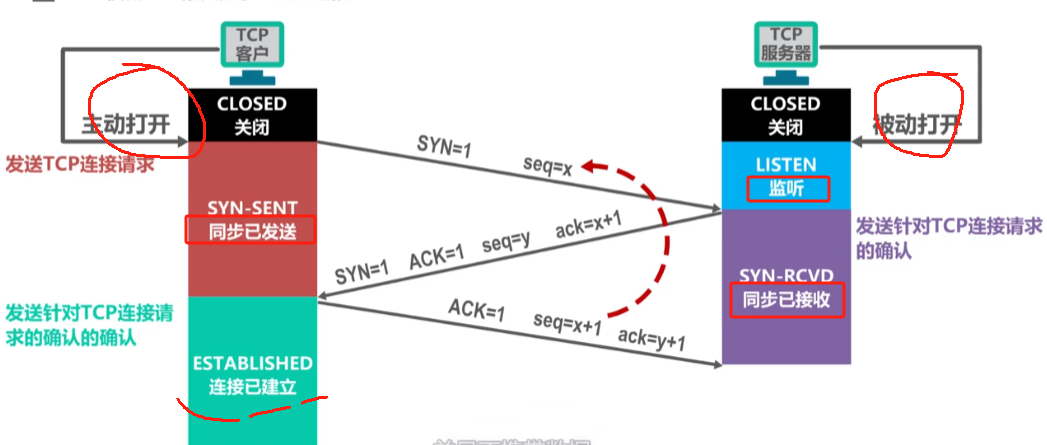 TCP
客户
TCP
服务器
CLOSED
关闭
CLOSED
关闭
主动打开
被动打开
发送TCP连接请求
SYN=1 seq=x
LISTEN
监听
SYN-SENT
同步已发送
SYN=1 ACK=1 seq=y ack=x+1
发送针对TCP连接请求
的确认
SYN-RCVD
同步已接收
发送针对TCP连接请
求的确认的确认
ACK=1 seq=x+1 ack=y+1
ESTABLISHED
连接已建立